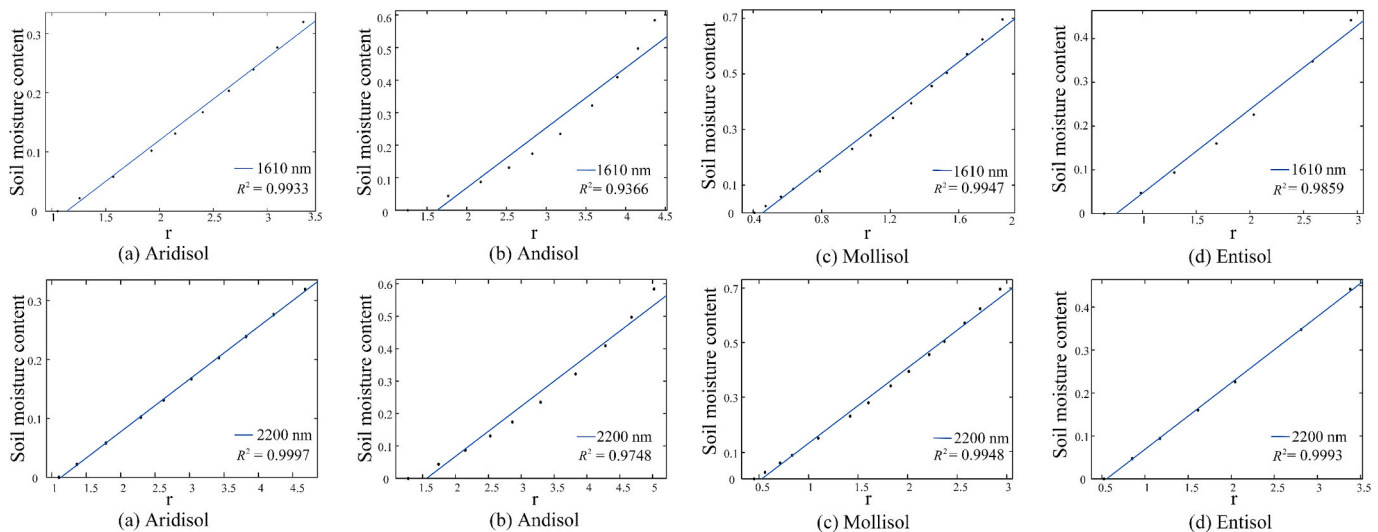 Soil moisture content
0.3
0.2
0.1
0
1 1.5 2 2.5 3 3.5
1610 nm
R² = 0.9933
r
(a) Aridisol
Soil moisture content
0.6
0.5
0.4
0.3
0.2
0.1
0
1.5 2 2.5 3 3.5 4 4.5
1610 nm
R² = 0.9366
r
(b) Andisol
Soil moisture content
0.7
0.5
0.3
0.1
0
0.4 0.8 1.2 1.6 2
1610 nm
R² = 0.9947
r
(c) Mollisol
Soil moisture content
0.4
0.3
0.2
0.1
0
1 1.5 2 2.5 3
1610 nm
R² = 0.9859
r
(d) Entisol
Soil moisture content
0.3
0.2
0.1
0
1 1.5 2 2.5 3 3.5 4 4.5
2200 nm
R² = 0.9997
r
(a) Aridisol
Soil moisture content
0.6
0.5
0.4
0.3
0.2
0.1
0
1.5 2 2.5 3 3.5 4 4.5 5
2200 nm
R² = 0.9748
r
(b) Andisol
Soil moisture content
0.7
0.5
0.3
0.1
0
0.5 1 1.5 2 2.5 3
2200 nm
R² = 0.9948
r
(c) Mollisol
Soil moisture content
0.4
0.3
0.2
0.1
0
0.5 1 1.5 2 2.5 3 3.5
2200 nm
R² = 0.9993
r
(d) Entisol